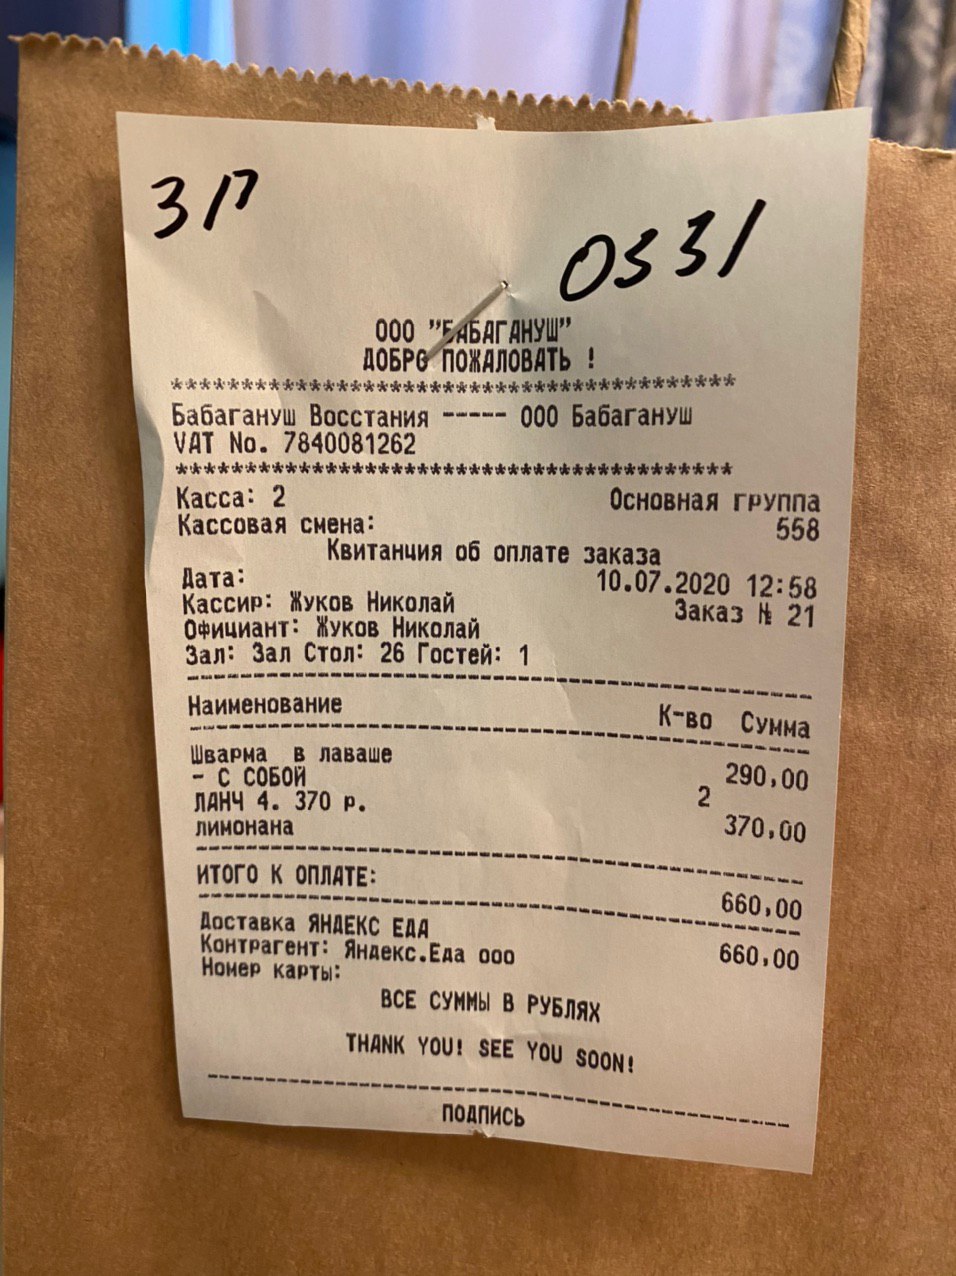 3П
0331
ООО "БАБАГАНУШ"
ДОБРО ПОЖАЛОВАТЬ !
****************************************
Бабагануш Восстания ----- ООО Бабагануш
VAT No. 7840081262
****************************************
Касса: 2 Основная группа
Кассовая смена: 558
Квитанция об оплате заказа
Дата: 10.07.2020 12:58
Кассир: Жуков Николай Заказ № 21
Официант: Жуков Николай
Зал: Зал Стол: 26 Гостей: 1
Наименование К-во Сумма
Шварма в лаваше 290,00
- С СОБОЙ 2
ЛАНЧ 4. 370 р. 370,00
лимонана
ИТОГО К ОПЛАТЕ: 660,00
Доставка ЯНДЕКС ЕДА
Контрагент: Яндекс.Еда ооо 660,00
Номер карты:
ВСЕ СУММЫ В РУБЛЯХ
THANK YOU! SEE YOU SOON!
ПОДПИСЬ